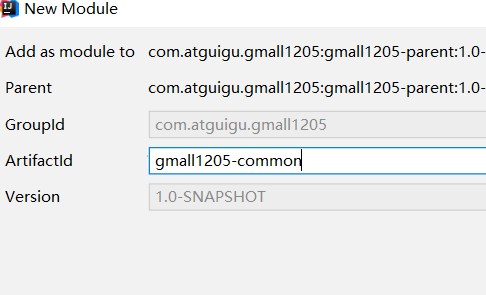 New Module
Add as module to com.atguigu.gmall1205:gmall1205-parent:1.0-
Parent com.atguigu.gmall1205:gmall1205-parent:1.0-
GroupId com.atguigu.gmall1205
ArtifactId gmall1205-common
Version 1.0-SNAPSHOT